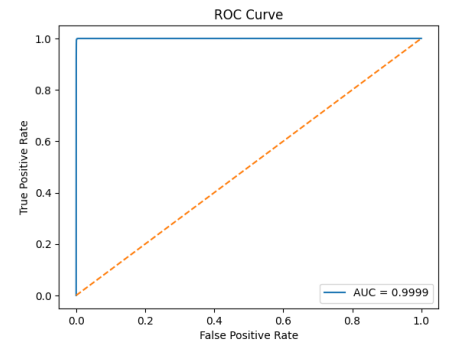 ROC Curve
1.0
0.8
0.6
0.4
0.2
0.0
True Positive Rate
AUC = 0.9999
0.0 0.2 0.4 0.6 0.8 1.0
False Positive Rate